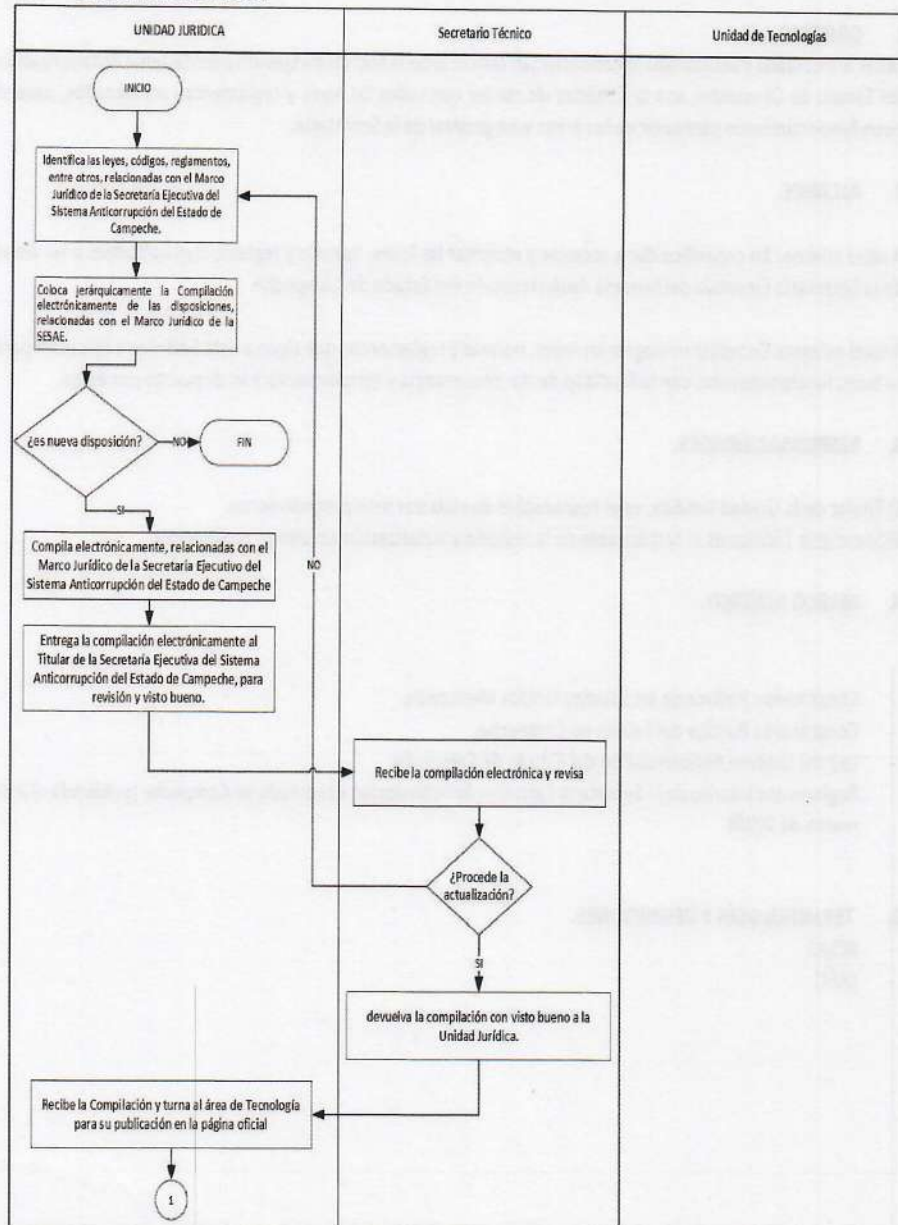 UNIDAD JURIDICA
Secretario Técnico
Unidad de Tecnologías
INICIO
Identifica las leyes, códigos, reglamentos,
entre otros, relacionadas con el Marco
Jurídico de la Secretaría Ejecutiva del
Sistema Anticorrupción del Estado de
Campeche.
Coloca jerárquicamente la Compilación
electrónicamente de las disposiciones,
relacionadas con el Marco Jurídico de la
SESAE.
¿es nueva disposición?
NO
FIN
SI
Compila electrónicamente, relacionadas con el
Marco Jurídico de la Secretaría Ejecutivo del
Sistema Anticorrupción del Estado de Campeche
NO
Entrega la compilación electrónicamente al
Titular de la Secretaría Ejecutiva del Sistema
Anticorrupción del Estado de Campeche, para
revisión y visto bueno.
Recibe la compilación electrónica y revisa
¿Procede la
actualización?
SI
devuelva la compilación con visto bueno a la
Unidad Jurídica.
Recibe la Compilación y turna al área de Tecnología
para su publicación en la página oficial
1